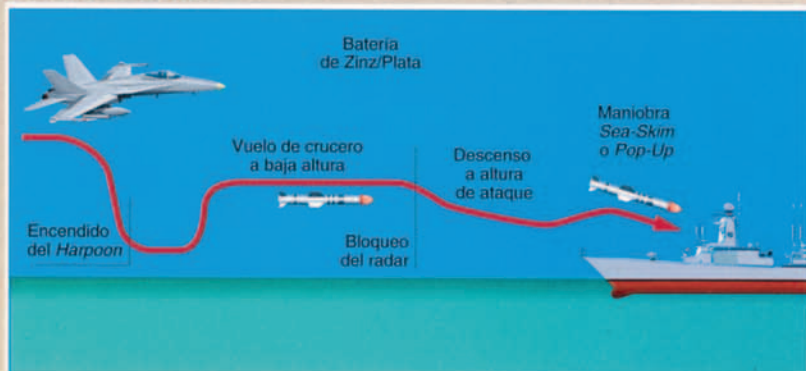 Batería
de Zinz/Plata
Maniobra
Sea-Skim
o Pop-Up
Vuelo de crucero
a baja altura
Descenso
a altura
de ataque
Encendido
del Harpoon
Bloqueo
del radar